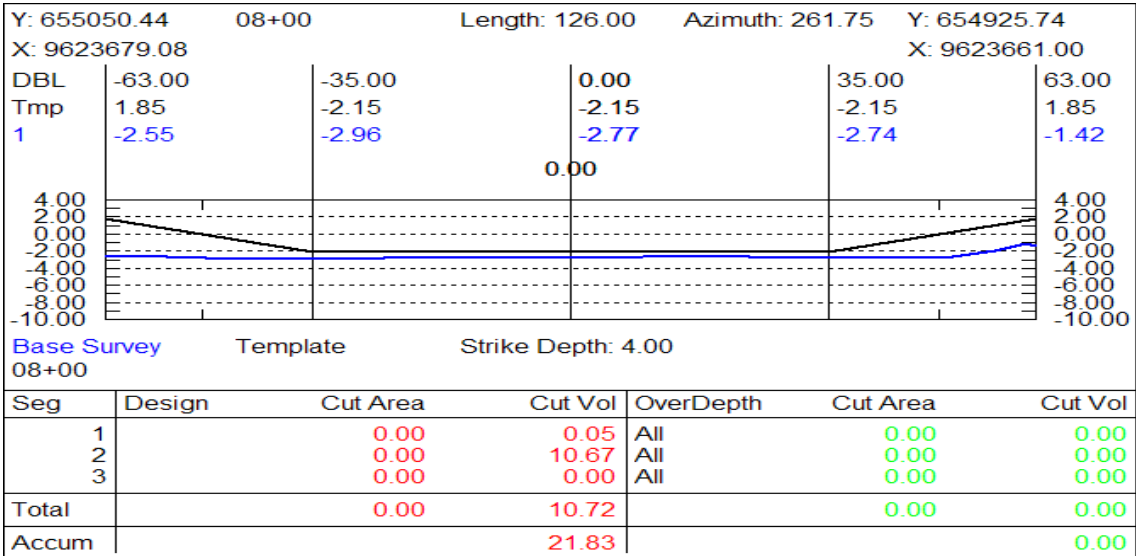 Y: 655050.44 08+00 Length: 126.00 Azimuth: 261.75 Y: 654925.74
X: 9623679.08 X: 9623661.00
DBL -63.00 -35.00 0.00 35.00 63.00
Tmp 1.85 -2.15 -2.15 -2.15 1.85
1 -2.55 -2.96 -2.77 -2.74 -1.42
0.00
4.00 4.00
2.00 2.00
0.00 0.00
-2.00 -2.00
-4.00 -4.00
-6.00 -6.00
-8.00 -8.00
-10.00 -10.00
Base Survey Template Strike Depth: 4.00
08+00
Seg Design Cut Area Cut Vol OverDepth Cut Area Cut Vol
1 0.00 0.05 All 0.00 0.00
2 0.00 10.67 All 0.00 0.00
3 0.00 0.00 All 0.00 0.00
Total 0.00 10.72 0.00 0.00
Accum 21.83 0.00